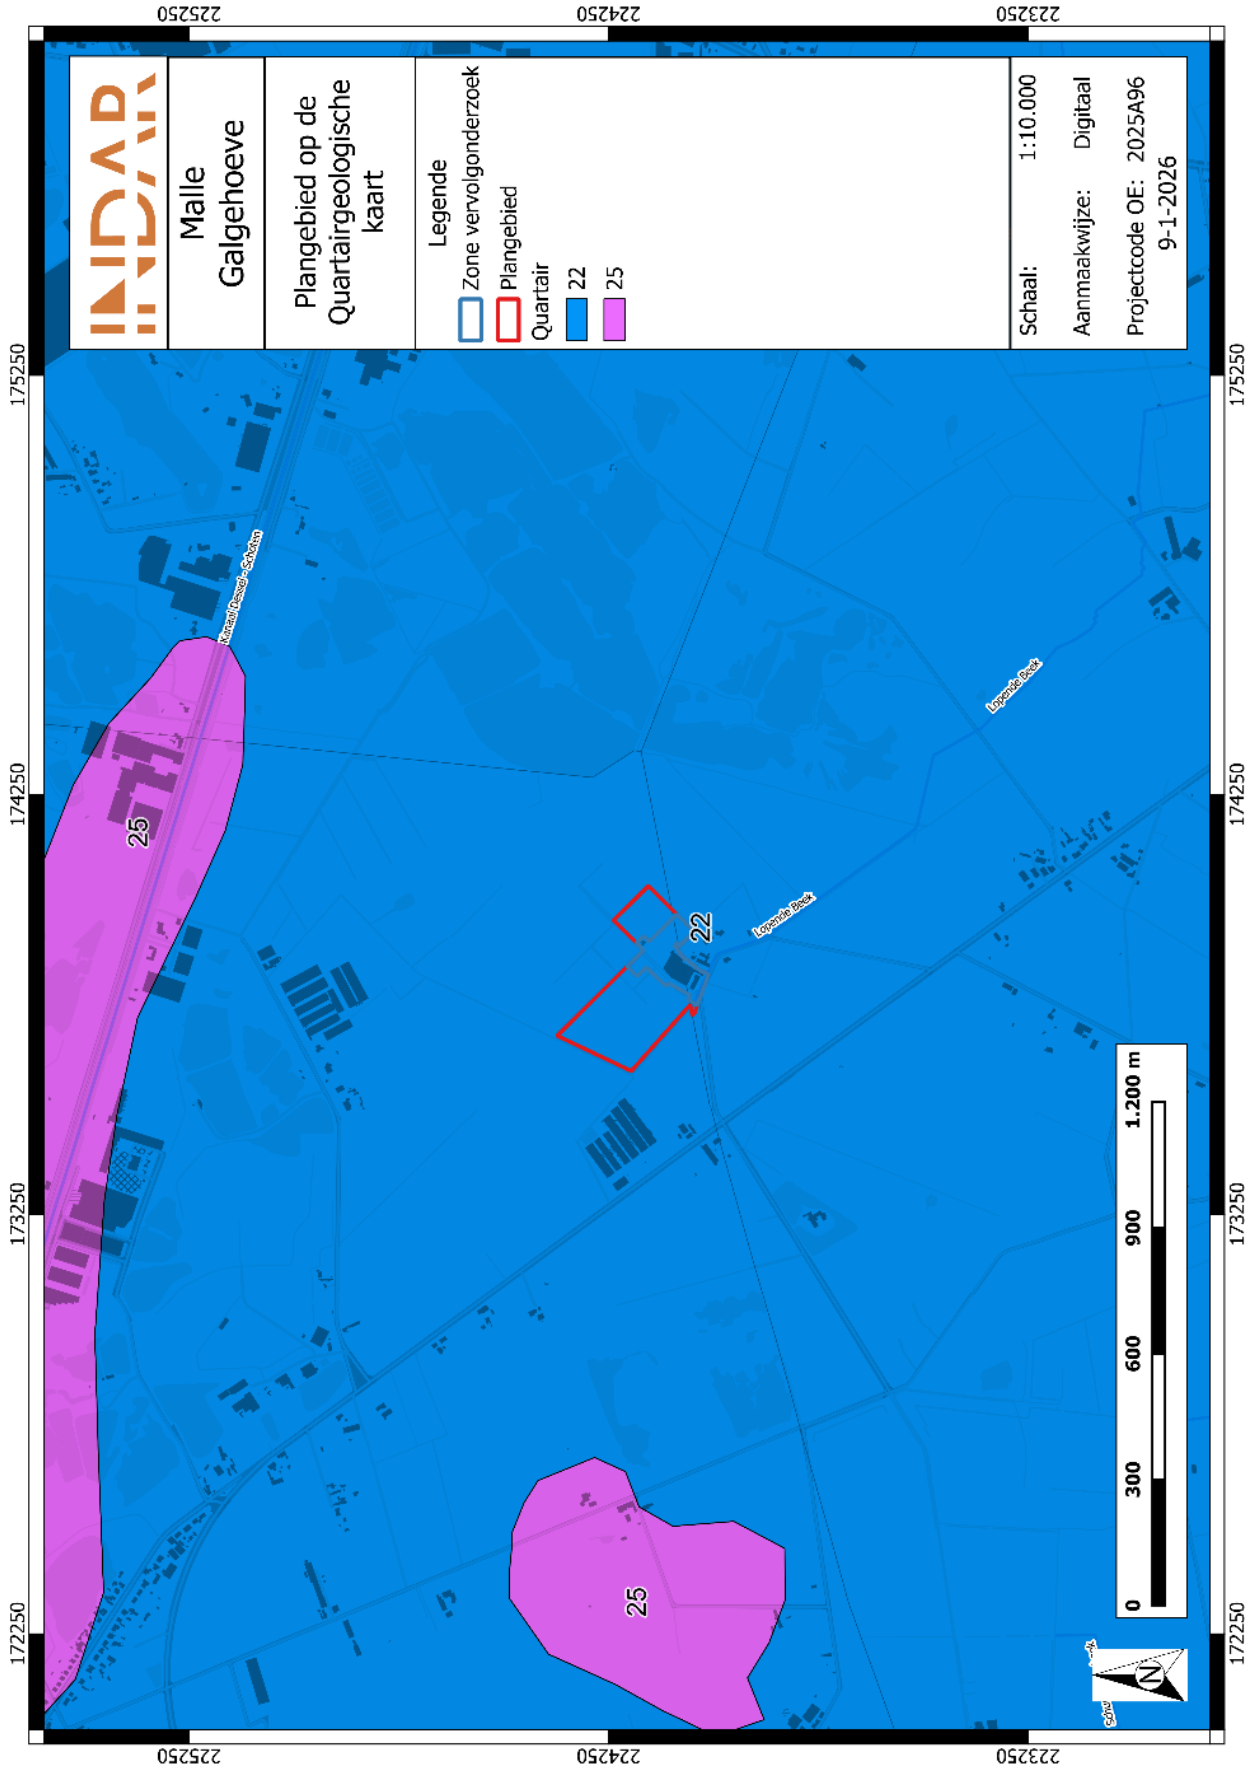 INDAR
Malle
Galgehoeve
Plangebied op de
Quartairgeologische
kaart
Legende
Zone vervolgonderzoek
Plangebied
Quartair
22
25
Schaal: 1:10.000
Aanmaakwijze: Digitaal
Projectcode OE: 2025A96
9-1-2026
172250
173250
174250
175250
225250
224250
223250
225250
224250
223250
172250
173250
174250
175250
25
Kanaal Dessel - Schoten
22
Lopende Beek
Lopende Beek
25
0 300 600 900 1.200 m
N